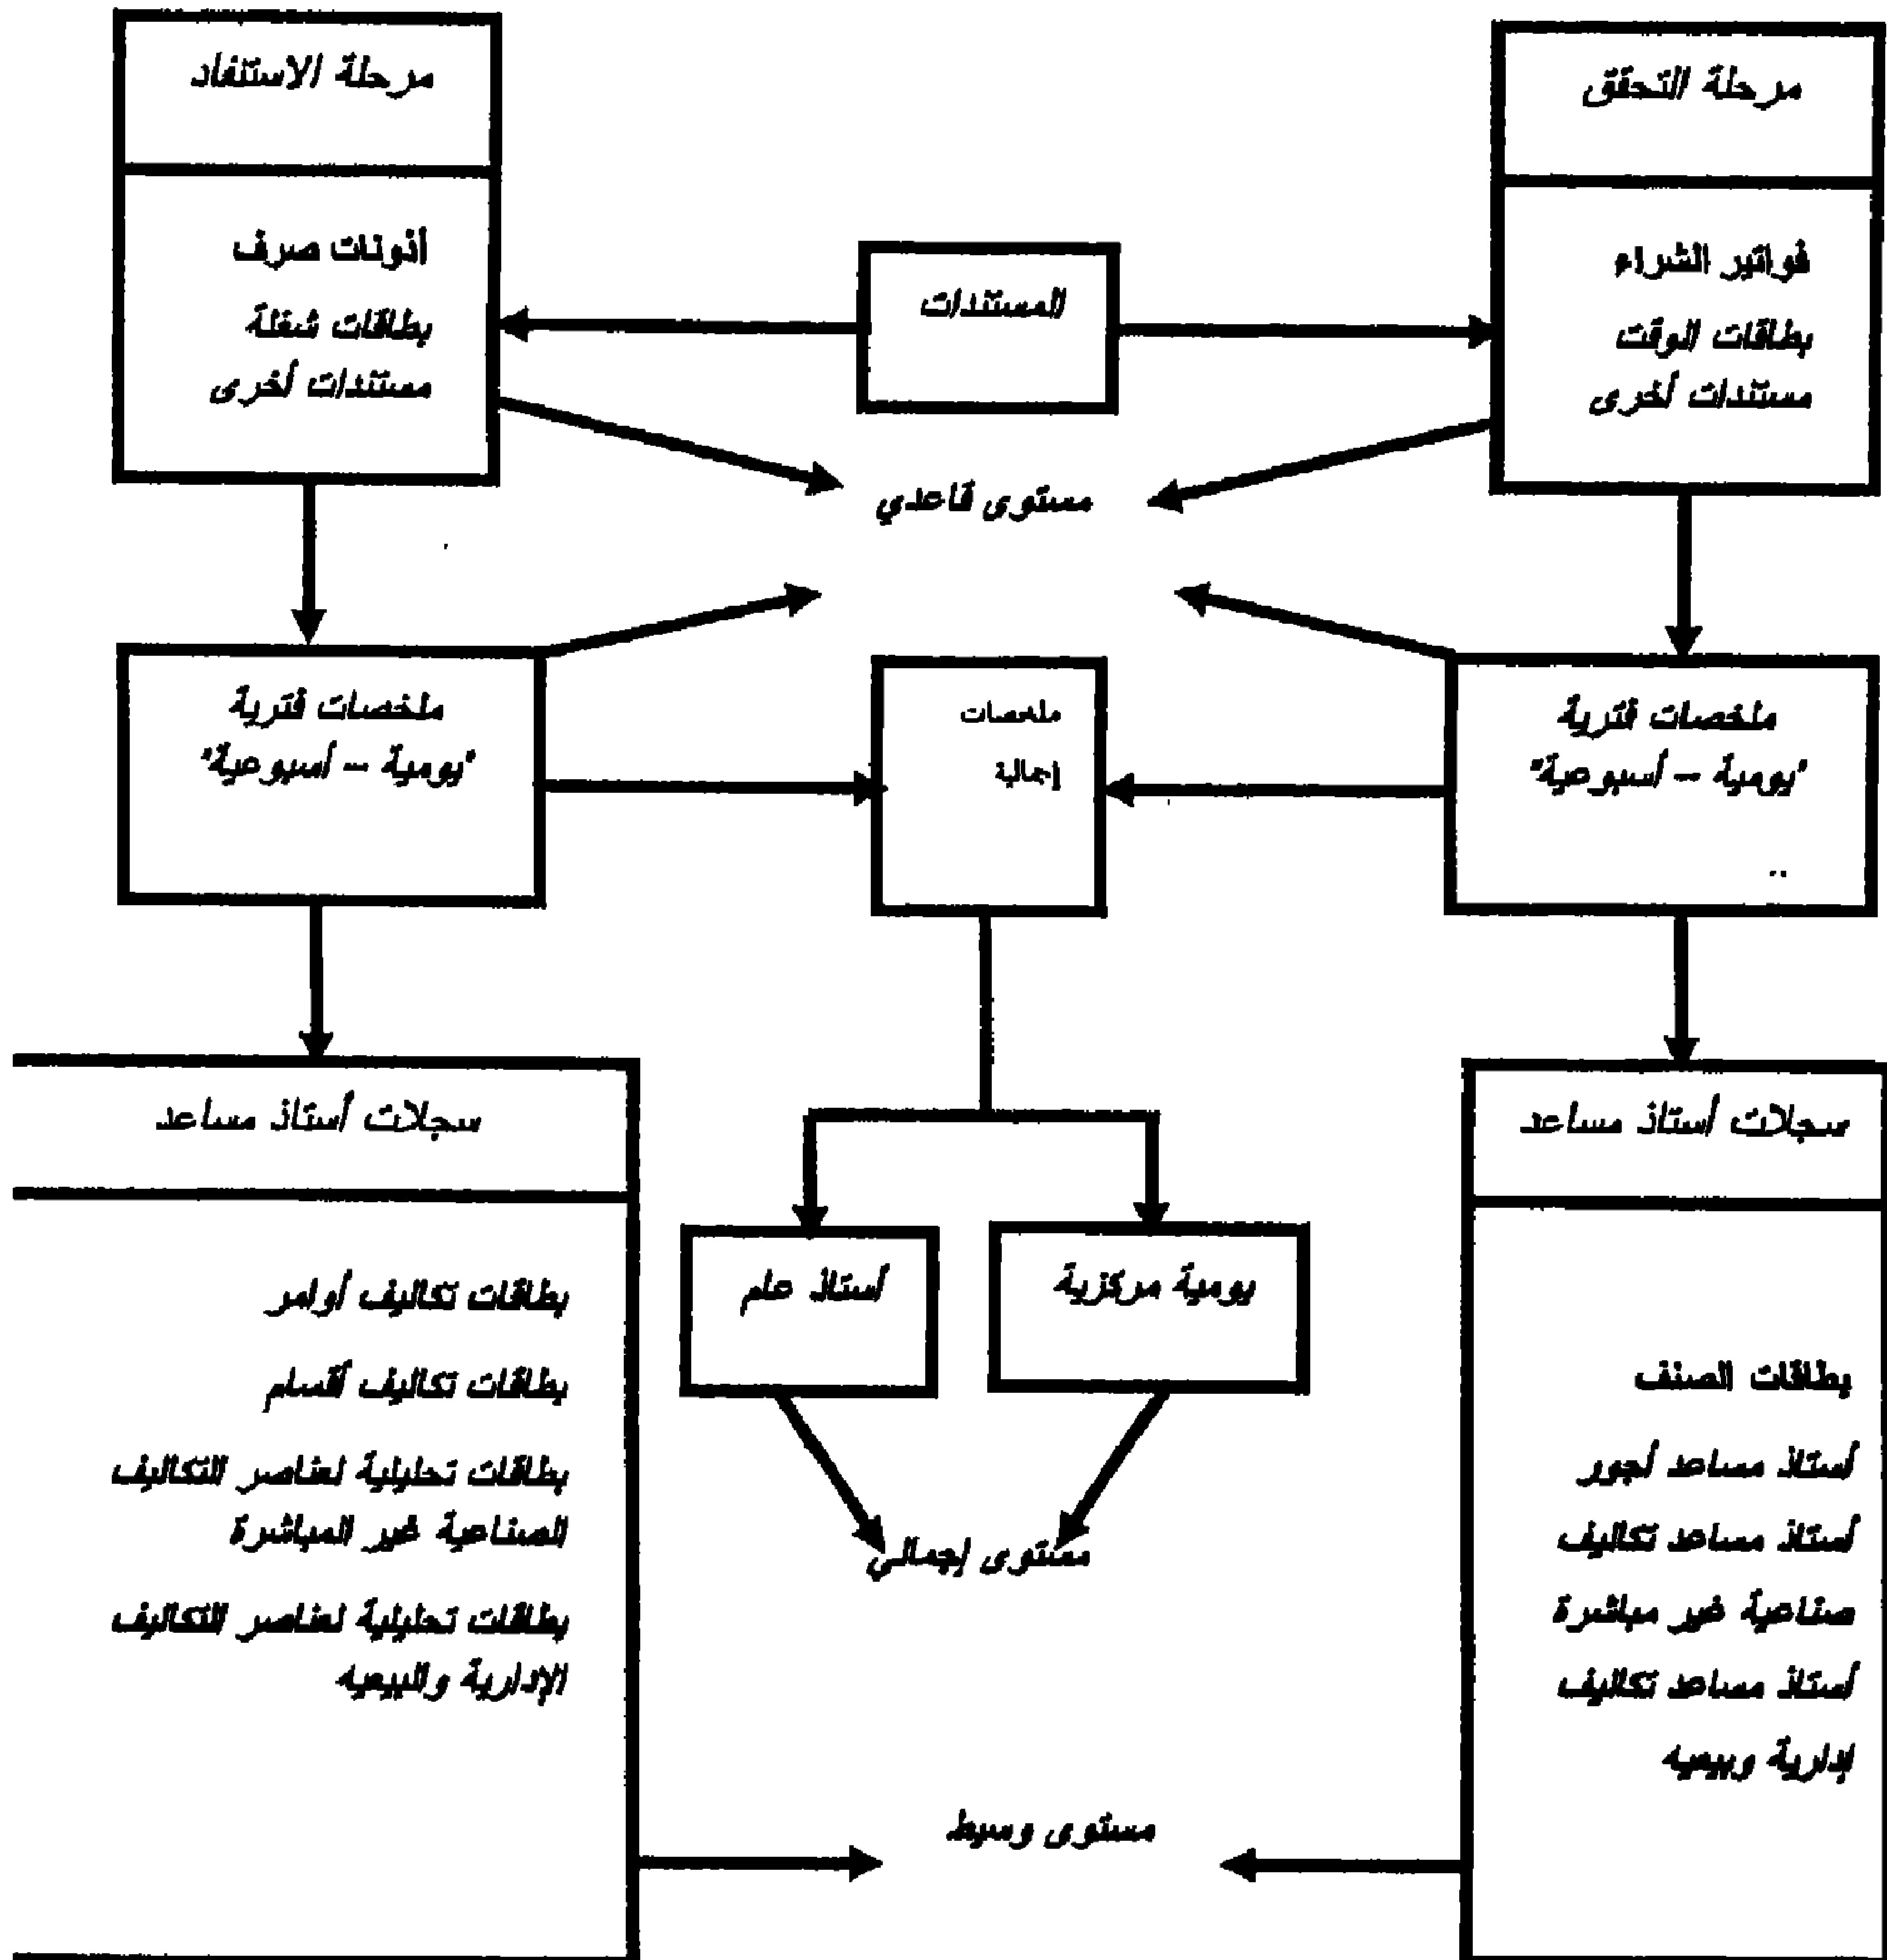 مرحلة التحقق
مرحلة الاستنفاد
فواتير الشراء
بطاقات الوقت
مستندات أخرى
المستندات
أذونات صرف
بطاقات شغلة
مستندات أخرى
مستوى قاعدي
ملخصات فترية
"يومية – أسبوعية"
ملخصات
إجمالية
ملخصات فترية
"يومية – أسبوعية"
سجلات أستاذ مساعد
سجلات أستاذ مساعد
يومية مركزية
أستاذ عام
بطاقات الصنف
أستاذ مساعد أجور
أستاذ مساعد تكاليف
صناعية غير مباشرة
أستاذ مساعد تكاليف
إدارية وبيعيه
بطاقات تكاليف أوامر
بطاقات تكاليف أقسام
بطاقات تحليلية لعناصر التكاليف
الصناعية غير المباشرة
بطاقات تحليلية لعناصر التكاليف
الإدارية والبيعيه
مستوى إجمالي
مستوى وسيط